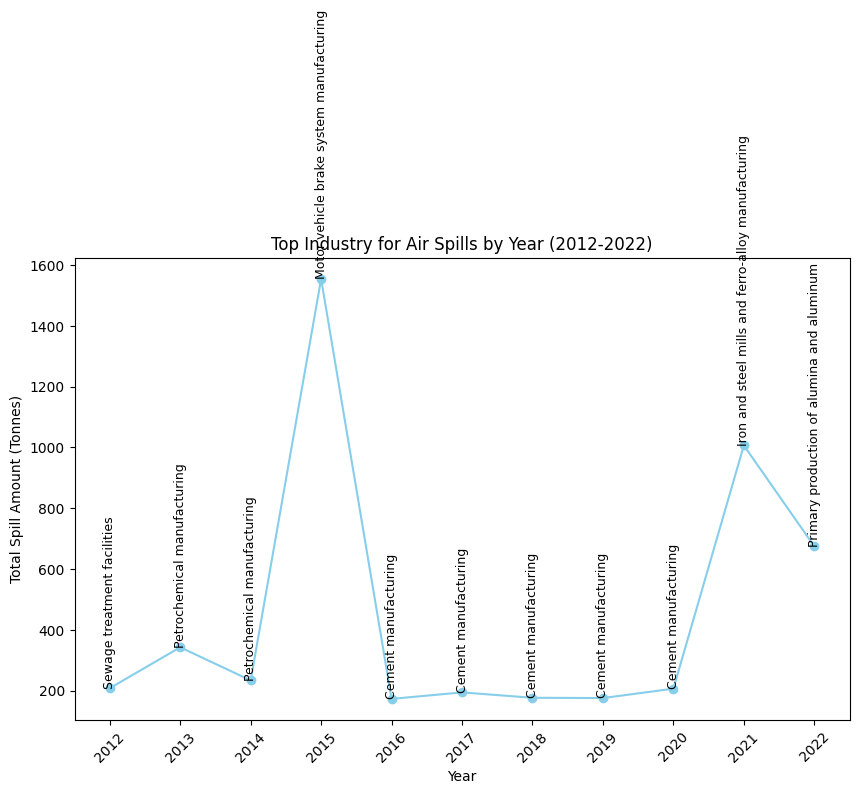 Top Industry for Air Spills by Year (2012-2022)
Total Spill Amount (Tonnes)
1600
1400
1200
1000
800
600
400
200
Sewage treatment facilities
Petrochemical manufacturing
Petrochemical manufacturing
Motor vehicle brake system manufacturing
Cement manufacturing
Cement manufacturing
Cement manufacturing
Cement manufacturing
Cement manufacturing
Iron and steel mills and ferro-alloy manufacturing
Primary production of alumina and aluminum
2012
2013
2014
2015
2016
2017
2018
2019
2020
2021
2022
Year